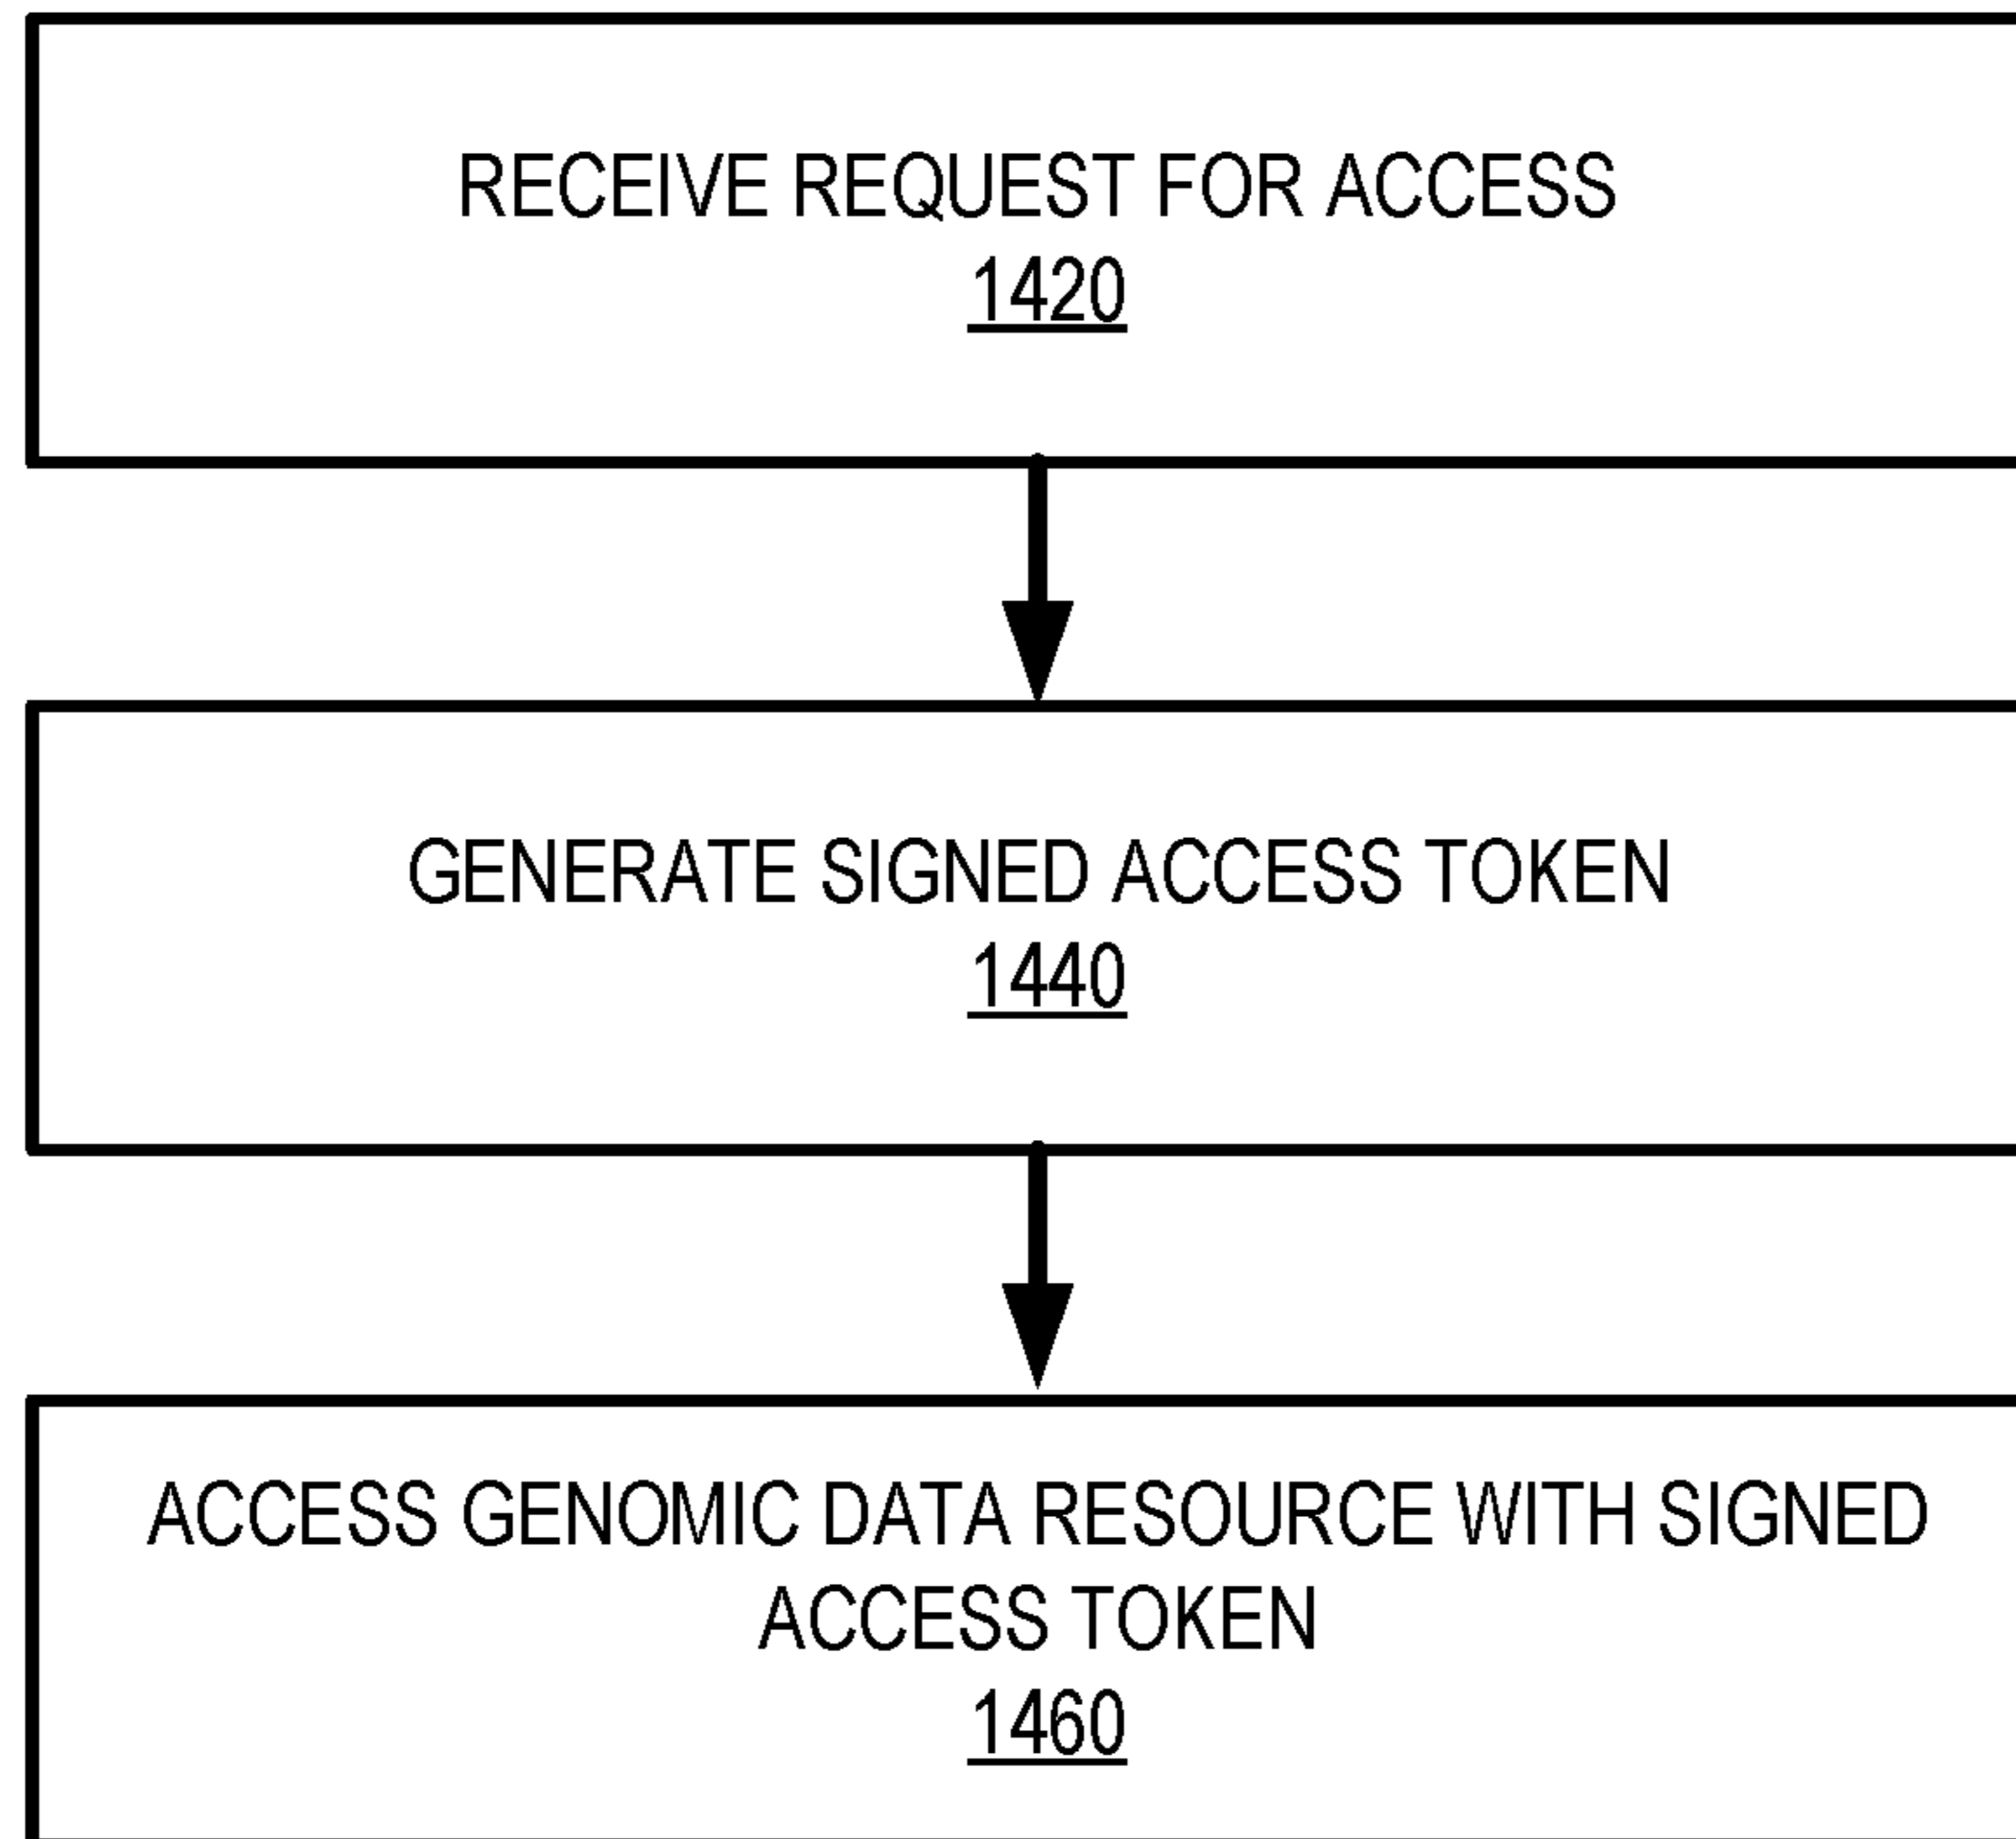 RECEIVE REQUEST FOR ACCESS
1420
GENERATE SIGNED ACCESS TOKEN
1440
ACCESS GENOMIC DATA RESOURCE WITH SIGNED
ACCESS TOKEN
1460